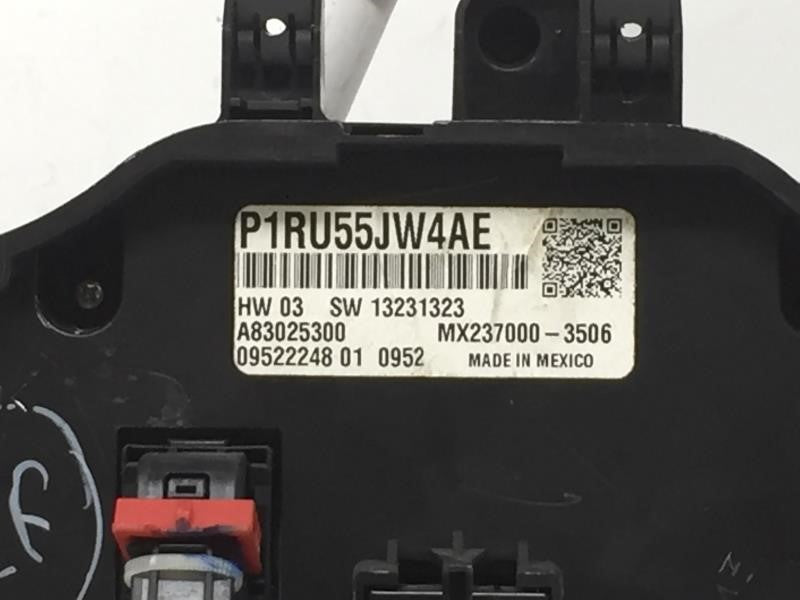 P1RU55JW4AE
HW 03 SW 13231323
A83025300 MX237000-3506
09522248 01 0952 MADE IN MEXICO